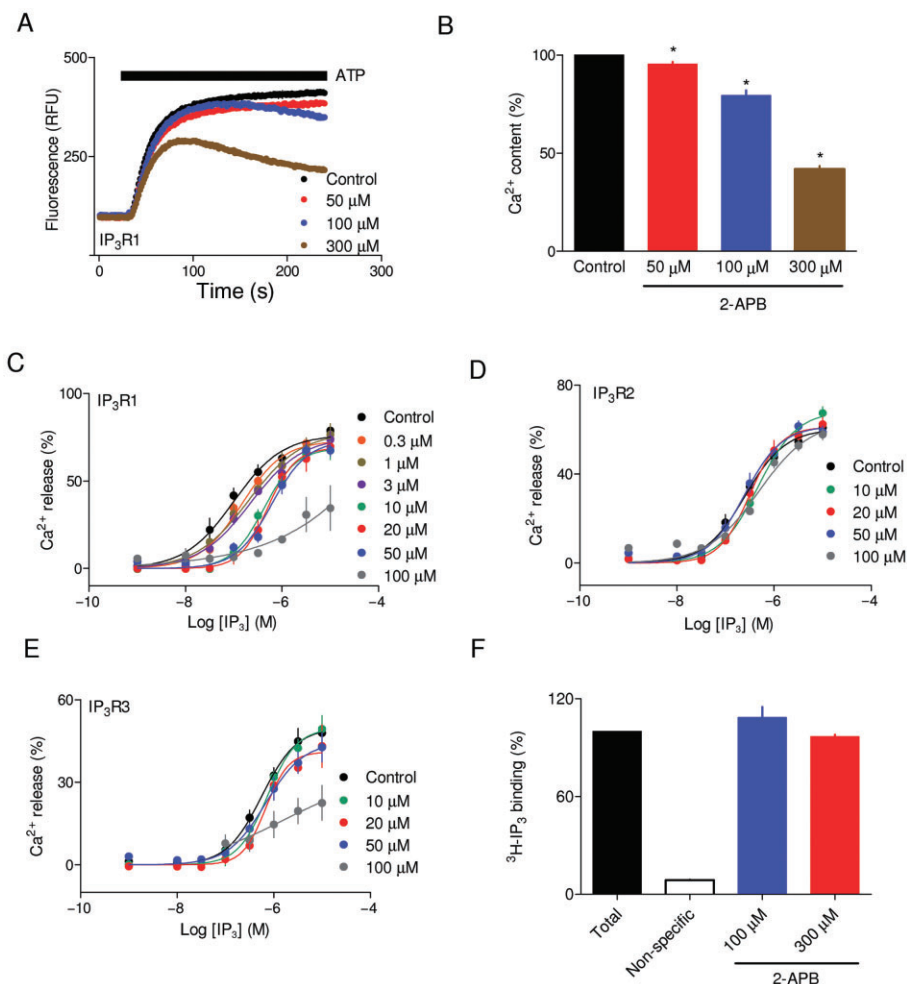 A
500
ATP
Fluorescence (RFU)
250
Control
50 µM
100 µM
300 µM
IP₃R1
0
100
200
300
Time (s)
B
100
*
*
*
Ca²⁺ content (%)
50
0
Control
50 µM
100 µM
300 µM
2-APB
C
100
IP₃R1
Control
0.3 µM
1 µM
3 µM
10 µM
20 µM
50 µM
100 µM
Ca²⁺ release (%)
50
0
−10
−8
−6
−4
Log [IP₃] (M)
D
80
IP₃R2
Control
10 µM
20 µM
50 µM
100 µM
Ca²⁺ release (%)
40
0
−10
−8
−6
−4
Log [IP₃] (M)
E
60
IP₃R3
Control
10 µM
20 µM
50 µM
100 µM
Ca²⁺ release (%)
30
0
−10
−8
−6
−4
Log [IP₃] (M)
F
120
³H-IP₃ binding (%)
60
0
Total
Non-specific
100 µM
300 µM
2-APB